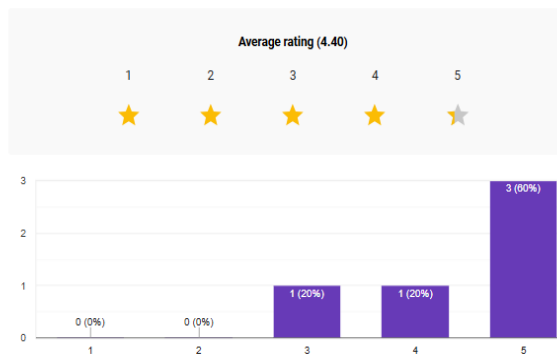 Average rating (4.40)
1 2 3 4 5
3
3 (60%)
2
1
1 (20%) 1 (20%)
0 (0%) 0 (0%)
0
1 2 3 4 5